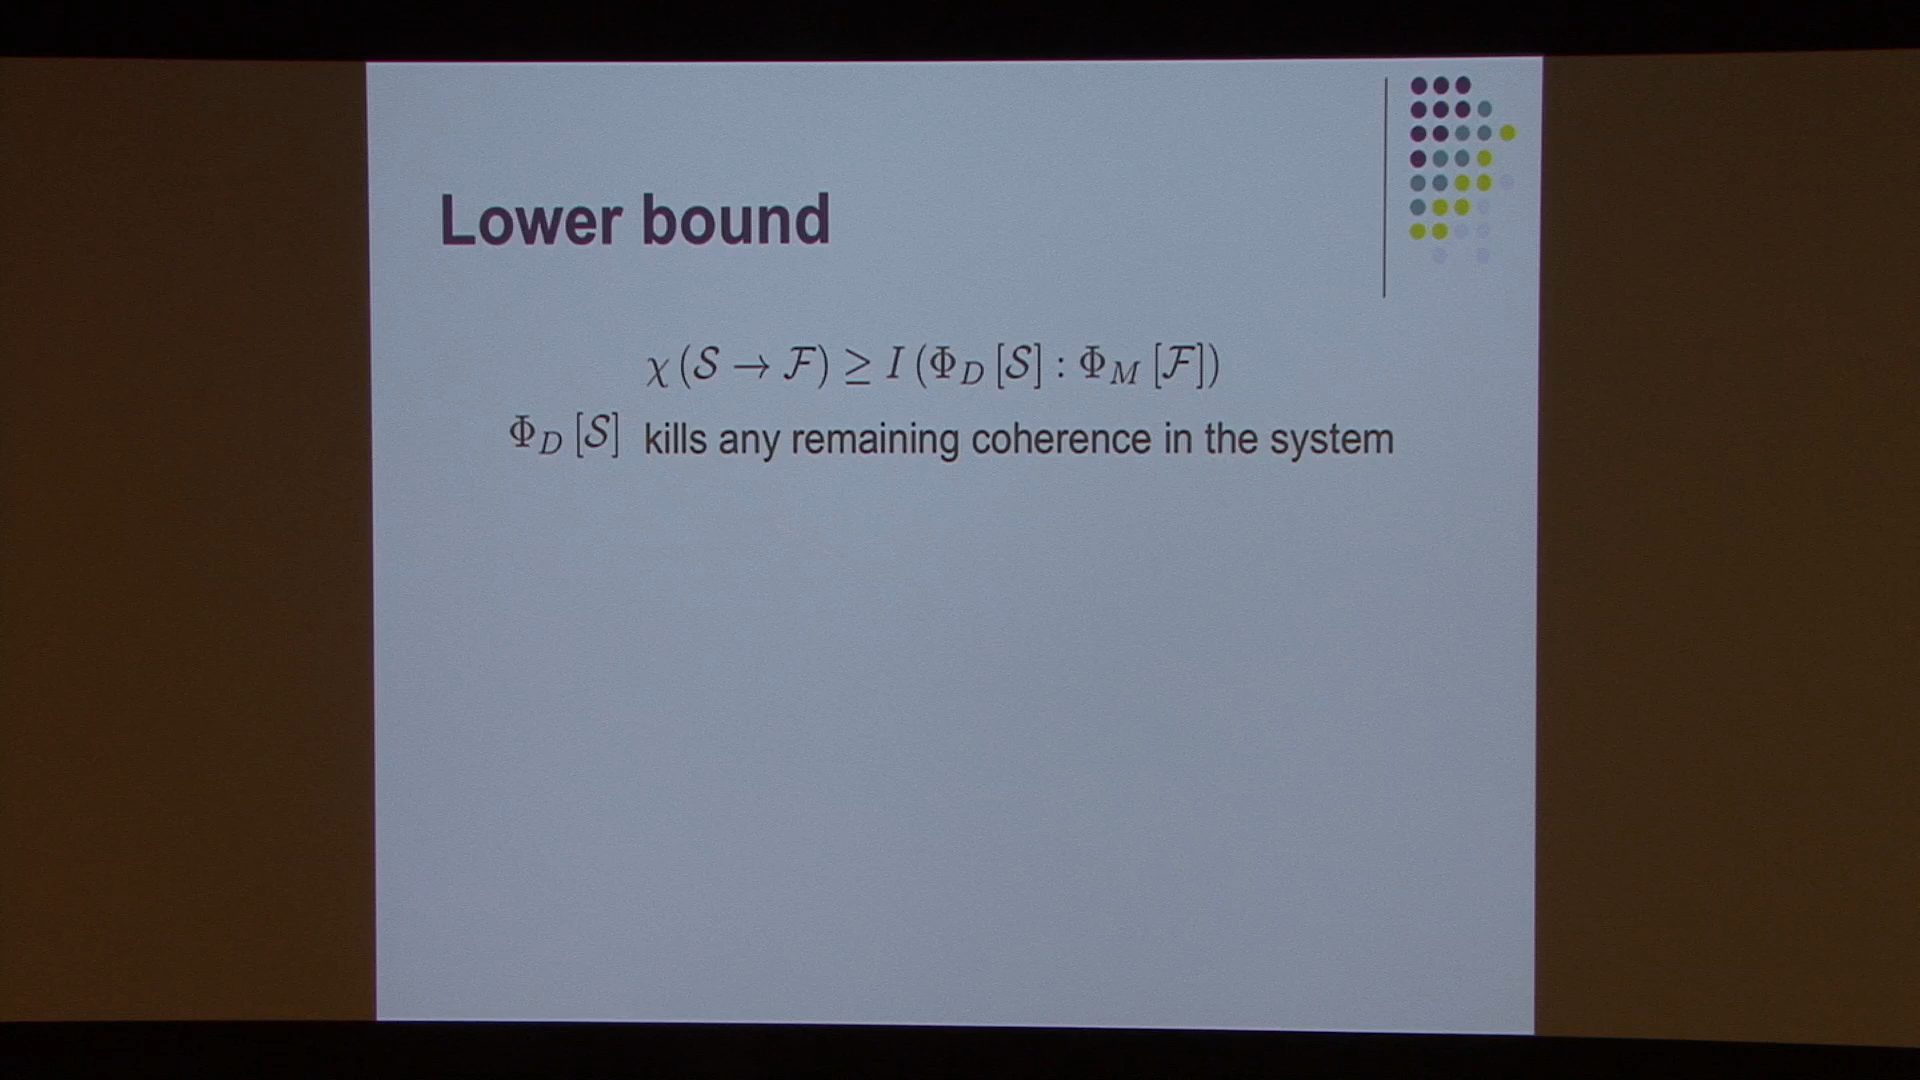 Lower bound
χ(𝒮 → ℱ) ≥ I(Φ_D[𝒮] : Φ_M[ℱ])
Φ_D[𝒮] kills any remaining coherence in the system